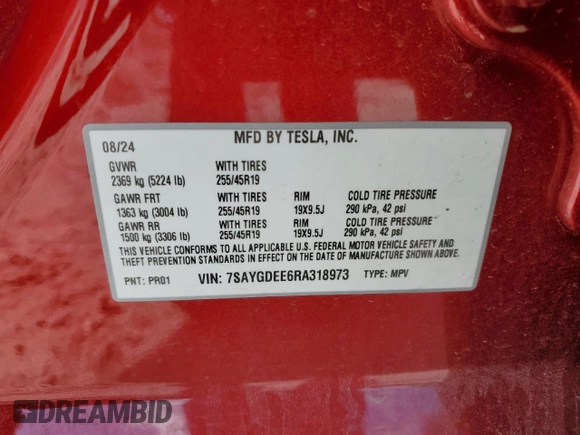 MFD BY TESLA, INC.
08/24
GVWR WITH TIRES
2369 kg (5224 lb) 255/45R19
GAWR FRT WITH TIRES RIM COLD TIRE PRESSURE
1363 kg (3004 lb) 255/45R19 19X9.5J 290 kPa, 42 psi
GAWR RR WITH TIRES RIM COLD TIRE PRESSURE
1500 kg (3306 lb) 255/45R19 19X9.5J 290 kPa, 42 psi
THIS VEHICLE CONFORMS TO ALL APPLICABLE U.S. FEDERAL MOTOR VEHICLE SAFETY AND
THEFT PREVENTION STANDARDS IN EFFECT ON THE DATE OF MANUFACTURE SHOWN ABOVE.
PNT: PR01 VIN: 7SAYGDEE6RA318973 TYPE: MPV
DREAMBID